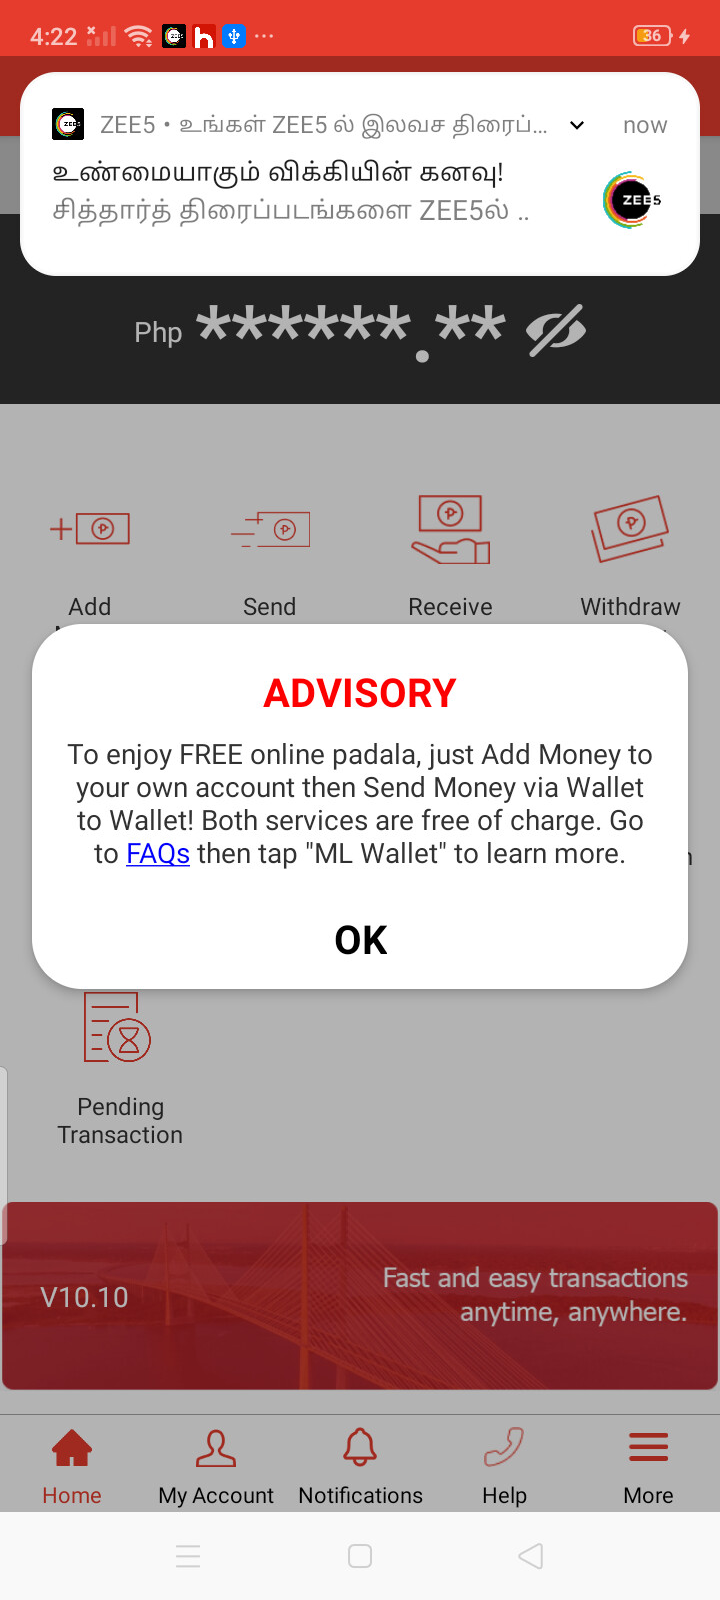 4:22
36
ZEE5 • உங்கள் ZEE5 ல் இலவச திரைப்... now
உண்மையாகும் விக்கியின் கனவு!
சித்தார்த் திரைப்படங்களை ZEE5ல் ..
ZEE5
Php ******.**
Add Send Receive Withdraw
ADVISORY
To enjoy FREE online padala, just Add Money to
your own account then Send Money via Wallet
to Wallet! Both services are free of charge. Go
to FAQs then tap "ML Wallet" to learn more.
OK
Pending
Transaction
Fast and easy transactions
V10.10
anytime, anywhere.
Home My Account Notifications Help More